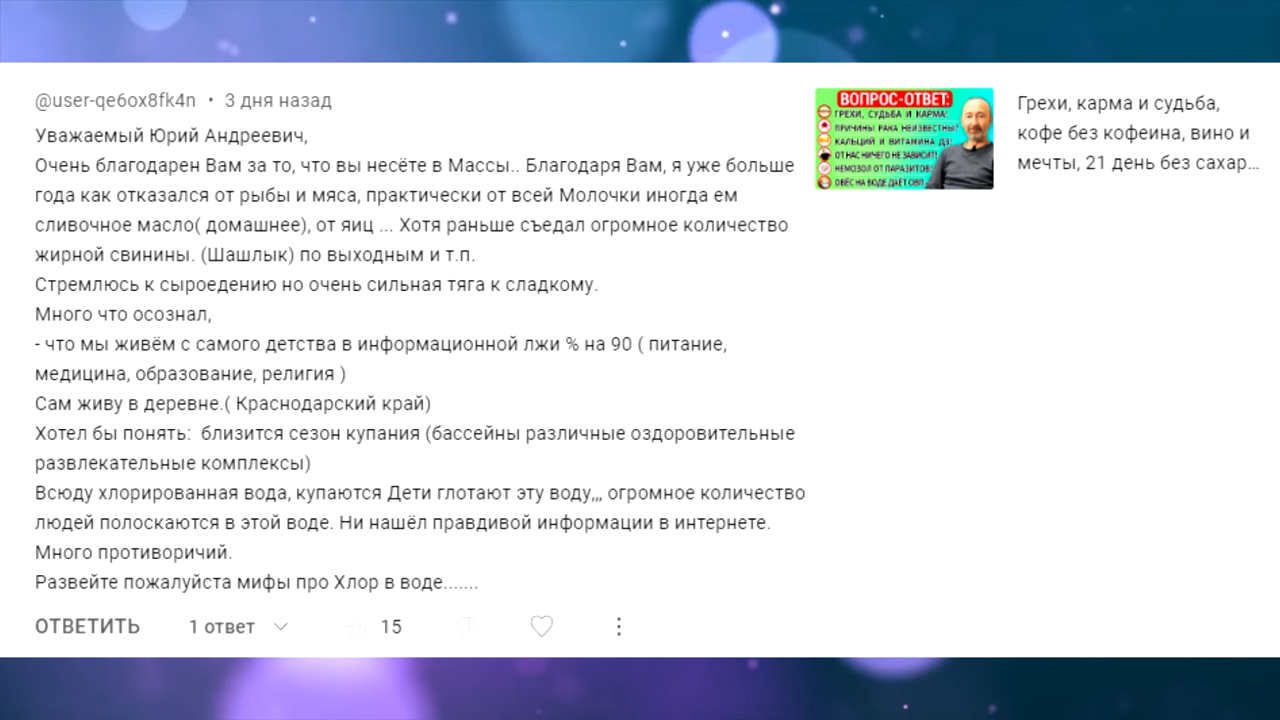 @user-qe6ox8fk4n • 3 дня назад
Уважаемый Юрий Андреевич,
Очень благодарен Вам за то, что вы несёте в Массы.. Благодаря Вам, я уже больше
года как отказался от рыбы и мяса, практически от всей Молочки иногда ем
сливочное масло( домашнее), от яиц ... Хотя раньше съедал огромное количество
жирной свинины. (Шашлык) по выходным и т.п.
Стремлюсь к сыроедению но очень сильная тяга к сладкому.
Много что осознал,
- что мы живём с самого детства в информационной лжи % на 90 ( питание,
медицина, образование, религия )
Сам живу в деревне.( Краснодарский край)
Хотел бы понять: близится сезон купания (бассейны различные оздоровительные
развлекательные комплексы)
Всюду хлорированная вода, купаются Дети глотают эту воду,,, огромное количество
людей полоскаются в этой воде. Ни нашёл правдивой информации в интернете.
Много противоричий.
Развейте пожалуйста мифы про Хлор в воде.......
ОТВЕТИТЬ 1 ответ 15
ВОПРОС-ОТВЕТ:
ГРЕХИ, СУДЬБА И КАРМА:
ПРИЧИНЫ РАКА НЕИЗВЕСТНЫ?
КАЛЬЦИЙ И ВИТАМИНА Д3:
ОТ НАС НИЧЕГО НЕ ЗАВИСИТ!
НЕМОЗОЛ ОТ ПАРАЗИТОВ:
ОВЁС НА ВОДЕ ДАЁТ
Грехи, карма и судьба,
кофе без кофеина, вино и
мечты, 21 день без сахар...